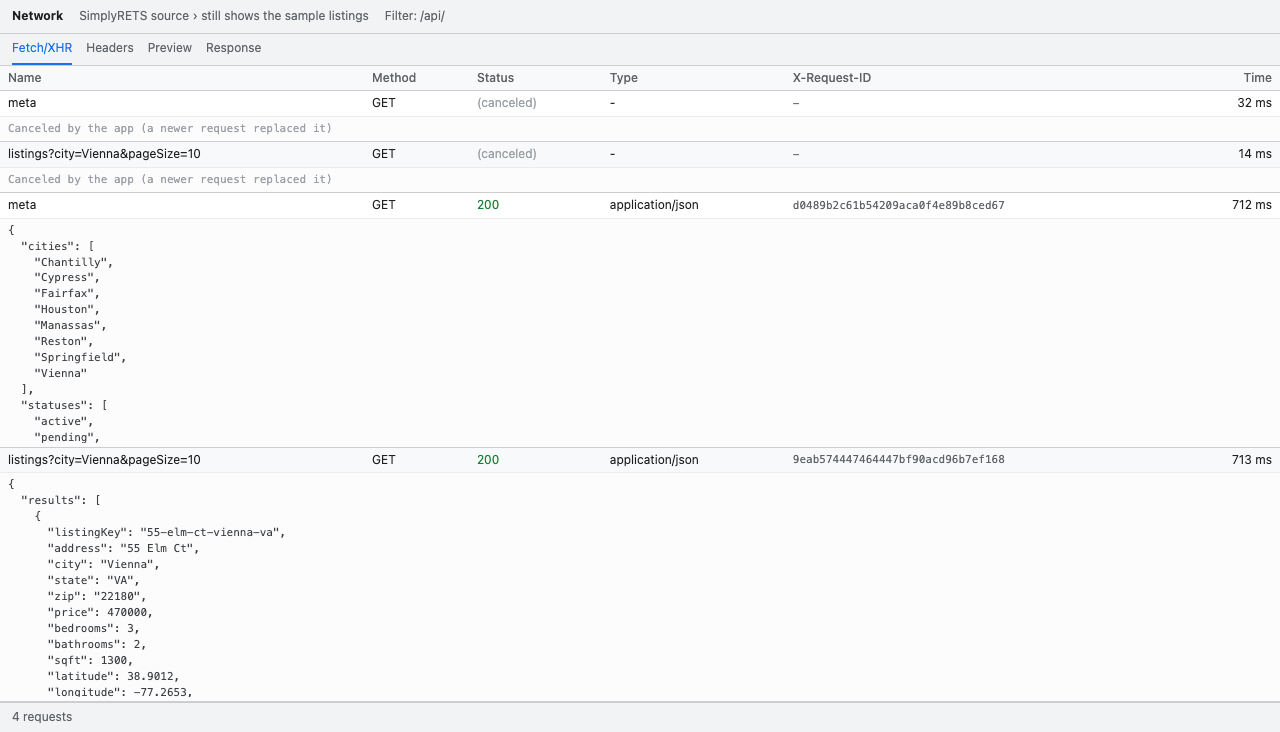 Network SimplyRETS source › still shows the sample listings Filter: /api/
Fetch/XHR Headers Preview Response
Name Method Status Type X-Request-ID Time
meta GET (canceled) - – 32 ms
Canceled by the app (a newer request replaced it)
listings?city=Vienna&pageSize=10 GET (canceled) - – 14 ms
Canceled by the app (a newer request replaced it)
meta GET 200 application/json d0489b2c61b54209aca0f4e89b8ced67 712 ms
{
"cities": [
"Chantilly",
"Cypress",
"Fairfax",
"Houston",
"Manassas",
"Reston",
"Springfield",
"Vienna"
],
"statuses": [
"active",
"pending",
listings?city=Vienna&pageSize=10 GET 200 application/json 9eab574447464447bf90acd96b7ef168 713 ms
{
"results": [
{
"listingKey": "55-elm-ct-vienna-va",
"address": "55 Elm Ct",
"city": "Vienna",
"state": "VA",
"zip": "22180",
"price": 470000,
"bedrooms": 3,
"bathrooms": 2,
"sqft": 1300,
"latitude": 38.9012,
"longitude": -77.2653,
4 requests